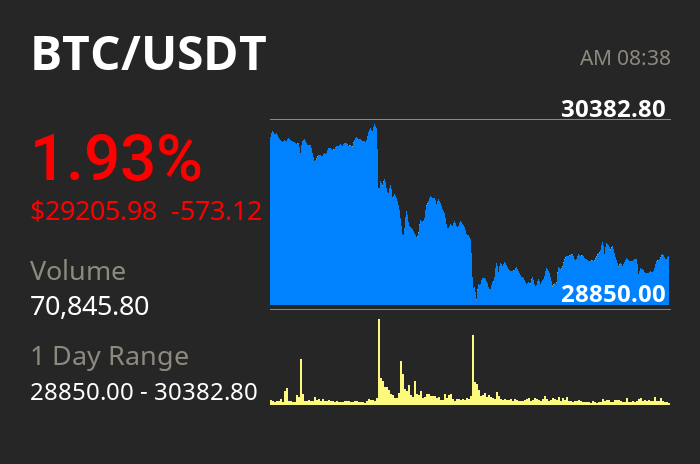 BTC/USDT
AM 08:38
30382.80
1.93%
$29205.98 -573.12
Volume
70,845.80
28850.00
1 Day Range
28850.00 - 30382.80